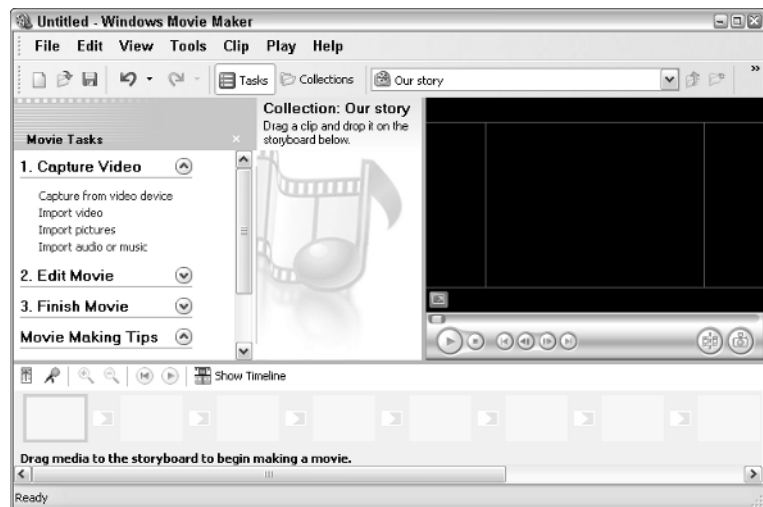 Untitled - Windows Movie Maker
File Edit View Tools Clip Play Help
Tasks Collections Our story »
Movie Tasks
1. Capture Video
Capture from video device
Import video
Import pictures
Import audio or music
2. Edit Movie
3. Finish Movie
Movie Making Tips
Collection: Our story
Drag a clip and drop it on the
storyboard below.
Show Timeline
Drag media to the storyboard to begin making a movie.
Ready